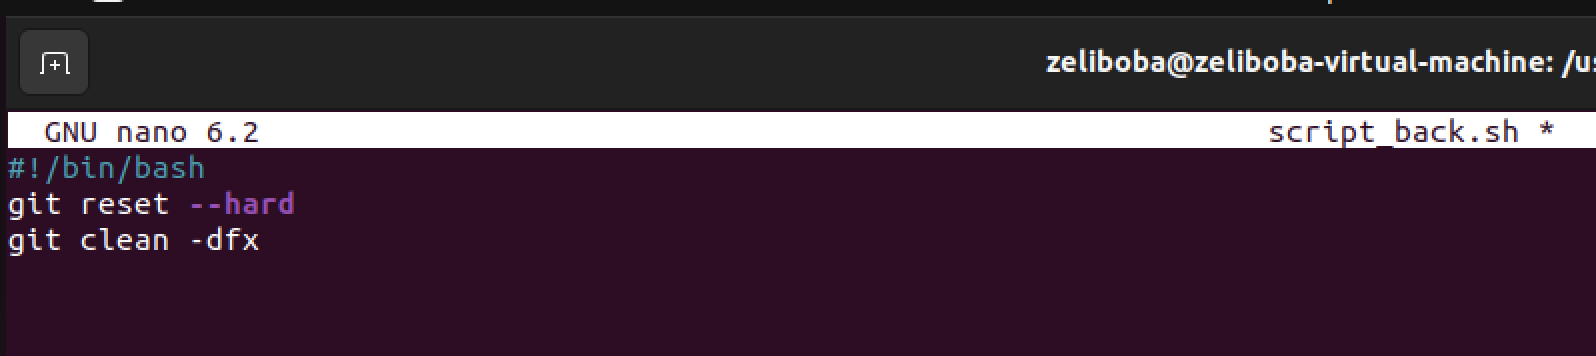 zeliboba@zeliboba-virtual-machine: /u
GNU nano 6.2 script_back.sh *
#!/bin/bash
git reset --hard
git clean -dfx